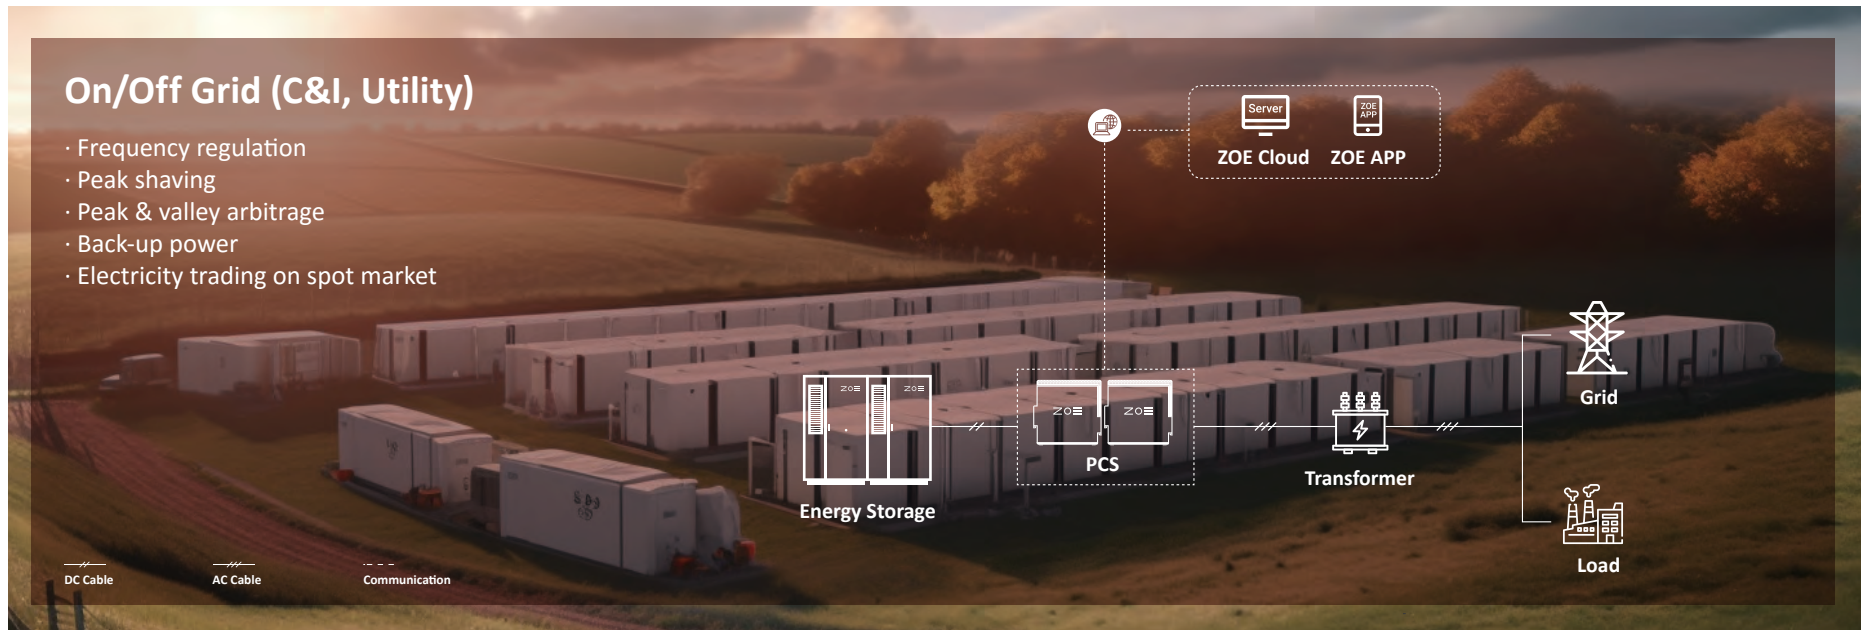 On/Off Grid (C&I, Utility)
· Frequency regulation
· Peak shaving
· Peak & valley arbitrage
· Back-up power
· Electricity trading on spot market
Server
ZOE
APP
ZOE Cloud
ZOE APP
Grid
ZOE
ZOE
ZOE
ZOE
PCS
Transformer
Energy Storage
Load
DC Cable
AC Cable
Communication